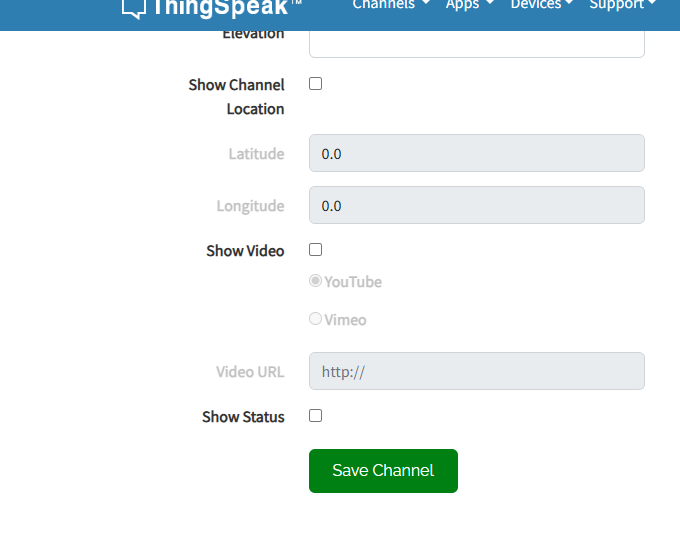 ThingSpeak™ Channels Apps Devices Support
Elevation
Show Channel
Location
Latitude 0.0
Longitude 0.0
Show Video
YouTube
Vimeo
Video URL http://
Show Status
Save Channel